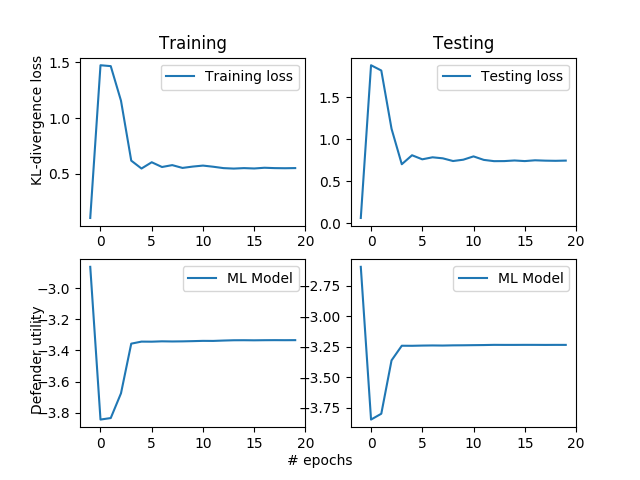 Training
Testing
KL-divergence loss
1.5
1.0
0.5
Training loss
0 5 10 15 20
1.5
1.0
0.5
0.0
Testing loss
0 5 10 15 20
Defender utility
−3.0
−3.2
−3.4
−3.6
−3.8
ML Model
0 5 10 15 20
−2.75
−3.00
−3.25
−3.50
−3.75
ML Model
0 5 10 15 20
# epochs